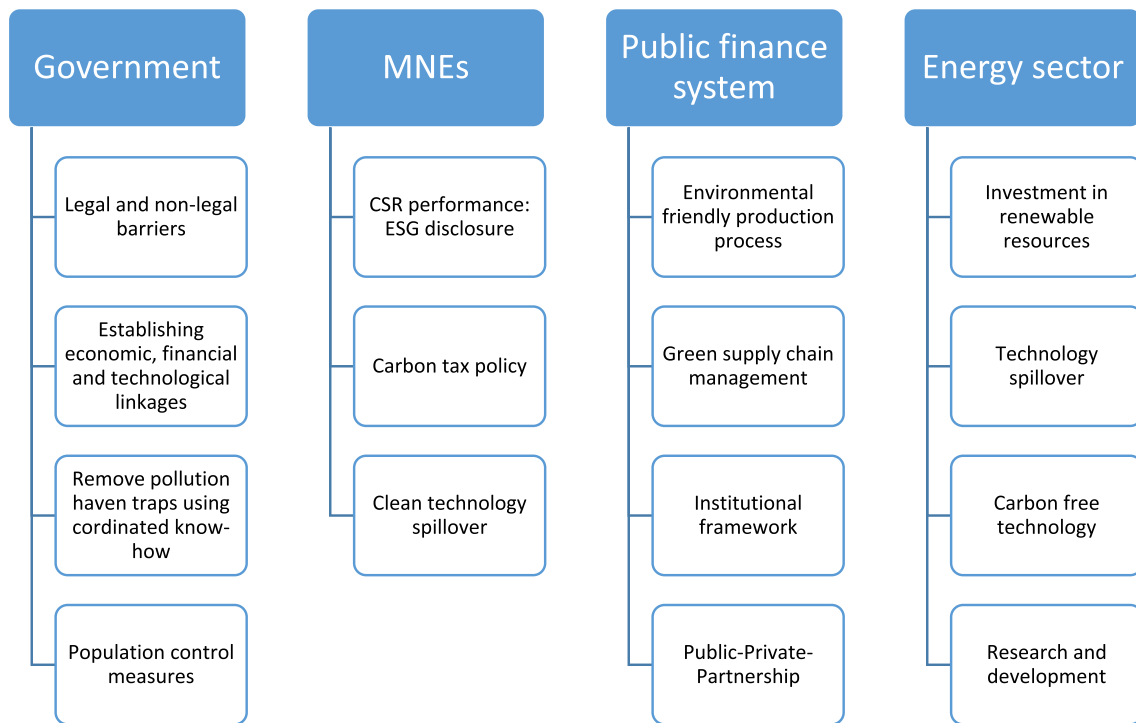 Government
Legal and non-legal
barriers
Establishing
economic, financial
and technological
linkages
Remove pollution
haven traps using
cordinated know-
how
Population control
measures
MNEs
CSR performance:
ESG disclosure
Carbon tax policy
Clean technology
spillover
Public finance
system
Environmental
friendly production
process
Green supply chain
management
Institutional
framework
Public-Private-
Partnership
Energy sector
Investment in
renewable
resources
Technology
spillover
Carbon free
technology
Research and
development